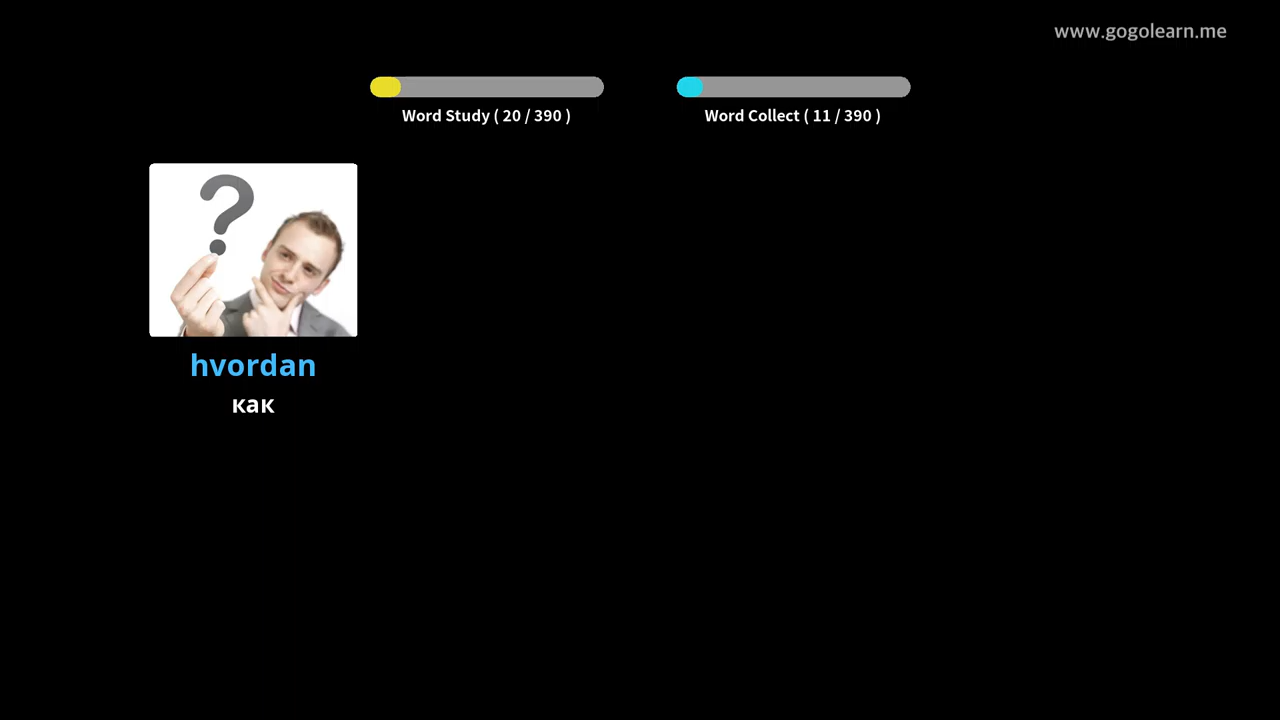 www.gogolearn.me
Word Study ( 20 / 390 )
Word Collect ( 11 / 390 )
?
hvordan
как